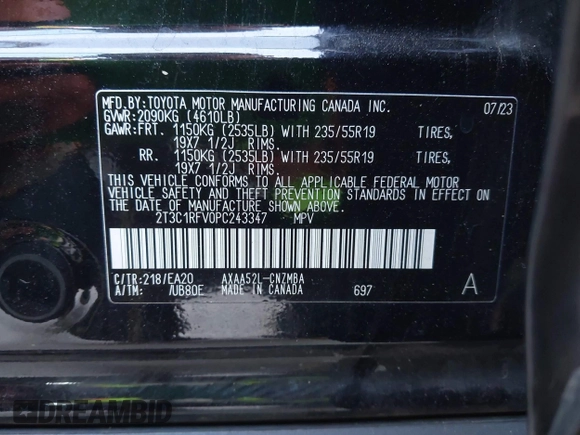 MFD.BY:TOYOTA MOTOR MANUFACTURING CANADA INC. 07/23
GVWR:2090KG (4610LB)
GAWR:FRT. 1150KG (2535LB) WITH 235/55R19 TIRES,
19X7 1/2J RIMS.
RR. 1150KG (2535LB) WITH 235/55R19 TIRES,
19X7 1/2J RIMS.
THIS VEHICLE CONFORMS TO ALL APPLICABLE FEDERAL MOTOR
VEHICLE SAFETY AND THEFT PREVENTION STANDARDS IN EFFECT ON
THE DATE OF MANUFACTURE SHOWN ABOVE.
2T3C1RFV0PC243347 MPV
C/TR:218/EA20 AXAA52L-CNZMBA
A/TM: /UB80E MADE IN CANADA 697 A
DREAMBID